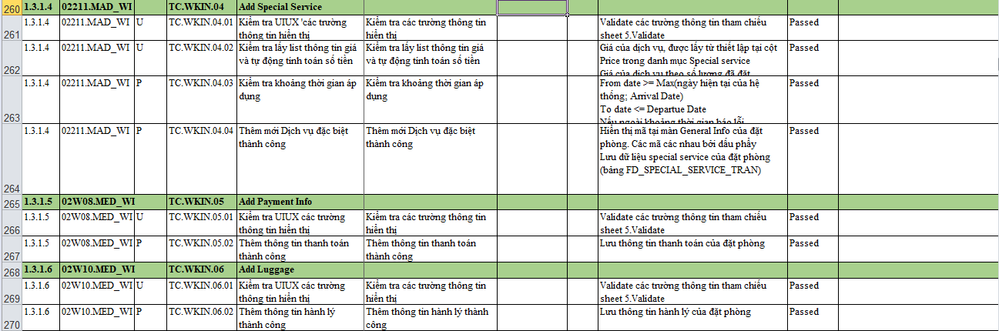 260 1.3.1.4 02211.MAD_WI TC.WKIN.04 Add Special Service
261 1.3.1.4 02211.MAD_WI U TC.WKIN.04.01 Kiểm tra UIUX 'các trường thông tin hiển thị Kiểm tra các trường thông tin hiển thị Validate các trường thông tin tham chiếu sheet 5.Validate Passed
262 1.3.1.4 02211.MAD_WI U TC.WKIN.04.02 Kiểm tra lấy list thông tin giá và tự động tính toán số tiền Kiểm tra lấy list thông tin giá và tự động tính toán số tiền Giá của dịch vụ, được lấy từ thiết lập tại cột Price trong danh mục Special service Giá của dịch vụ theo số lượng đã đặt Passed
263 1.3.1.4 02211.MAD_WI P TC.WKIN.04.03 Kiểm tra khoảng thời gian áp dụng Kiểm tra khoảng thời gian áp dụng From date >= Max(ngày hiện tại của hệ thống; Arrival Date) To date <= Departue Date Nếu ngoài khoảng thời gian báo lỗi Passed
264 1.3.1.4 02211.MAD_WI P TC.WKIN.04.04 Thêm mới Dịch vụ đặc biệt thành công Thêm mới Dịch vụ đặc biệt thành công Hiển thị mã tại màn General Info của đặt phòng. Các mã các nhau bởi dấu phẩy Lưu dữ liệu special service của đặt phòng (bảng FD_SPECIAL_SERVICE_TRAN) Passed
265 1.3.1.5 02W08.MED_WI TC.WKIN.05 Add Payment Info
266 1.3.1.5 02W08.MED_WI U TC.WKIN.05.01 Kiểm tra UIUX các trường thông tin hiển thị Kiểm tra các trường thông tin hiển thị Validate các trường thông tin tham chiếu sheet 5.Validate Passed
267 1.3.1.5 02W08.MED_WI P TC.WKIN.05.02 Thêm thông tin thanh toán thành công Thêm thông tin thanh toán thành công Lưu thông tin thanh toán của đặt phòng Passed
268 1.3.1.6 02W10.MED_WI TC.WKIN.06 Add Luggage
269 1.3.1.6 02W10.MED_WI U TC.WKIN.06.01 Kiểm tra UIUX các trường thông tin hiển thị Kiểm tra các trường thông tin hiển thị Validate các trường thông tin tham chiếu sheet 5.Validate Passed
270 1.3.1.6 02W10.MED_WI P TC.WKIN.06.02 Thêm thông tin hành lý thành công Thêm thông tin hành lý thành công Lưu thông tin hành lý của đặt phòng Passed